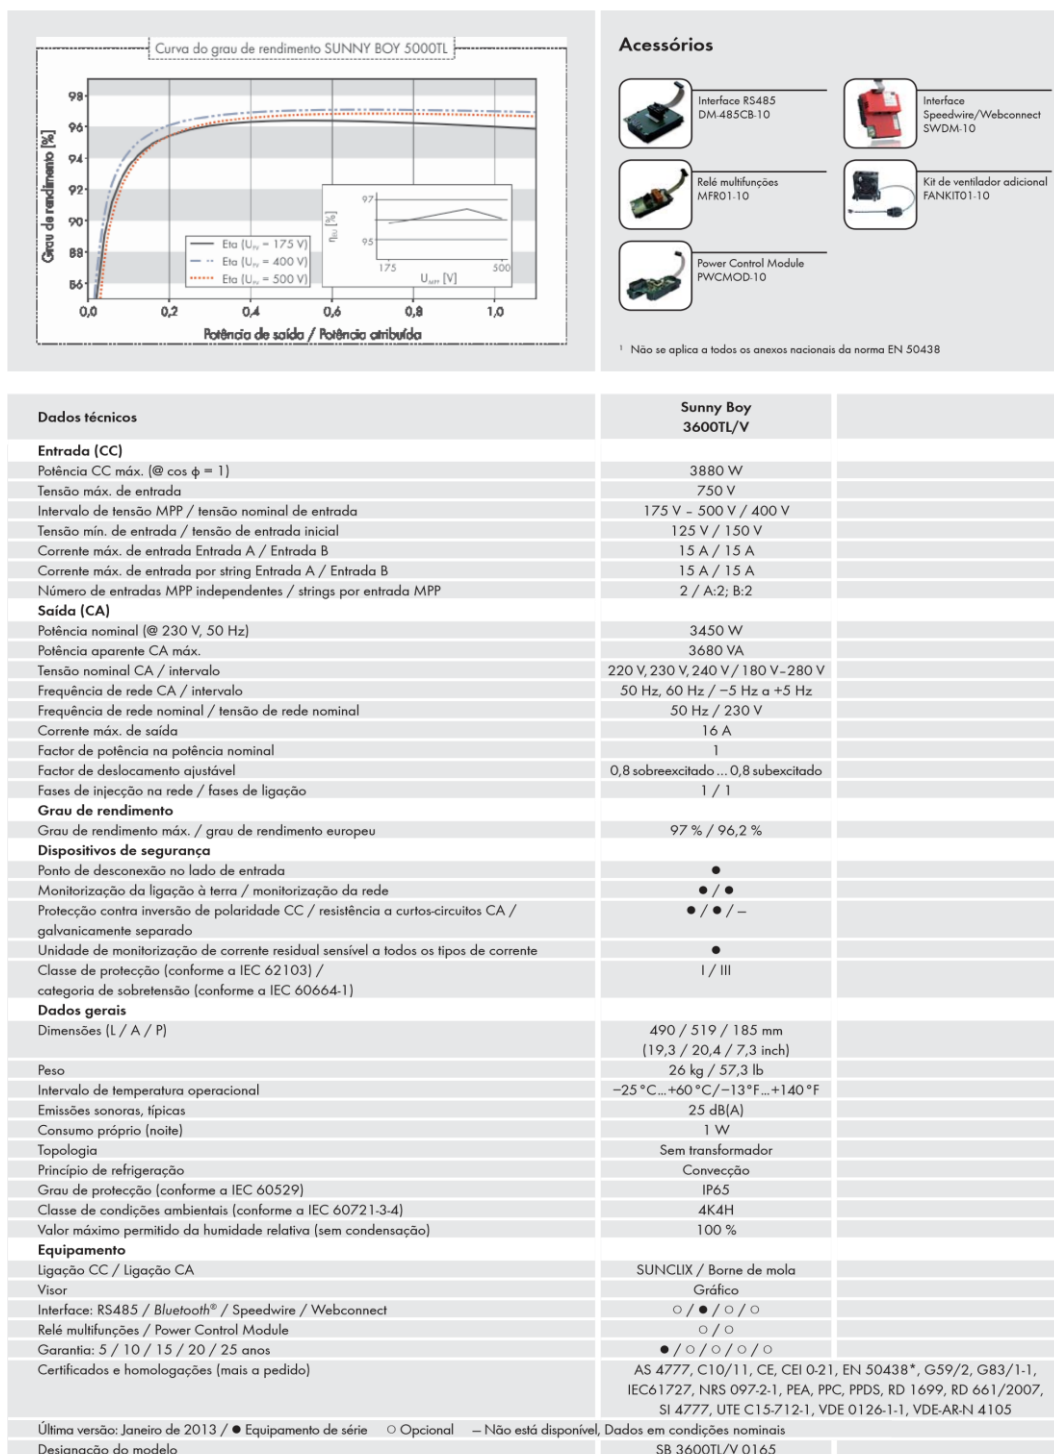 Curva do grau de rendimento SUNNY BOY 5000TL
Grau de rendimento [%]
98
96
94
92
90
88
86
0,0
0,2
0,4
0,6
0,8
1,0
Potência de saída / Potência atribuída
Eta (U_PV = 175 V)
Eta (U_PV = 400 V)
Eta (U_PV = 500 V)
97
95
175
500
U_MPP [V]
Acessórios
Interface RS485
DM-485CB-10
Interface
Speedwire/Webconnect
SWDM-10
Relé multifunções
MFR01-10
Kit de ventilador adicional
FANKIT01-10
Power Control Module
PWCMOD-10
¹ Não se aplica a todos os anexos nacionais da norma EN 50438
Dados técnicos
Sunny Boy
3600TL/V
Entrada (CC)
Potência CC máx. (@ cos ϕ = 1) 3880 W
Tensão máx. de entrada 750 V
Intervalo de tensão MPP / tensão nominal de entrada 175 V – 500 V / 400 V
Tensão mín. de entrada / tensão de entrada inicial 125 V / 150 V
Corrente máx. de entrada Entrada A / Entrada B 15 A / 15 A
Corrente máx. de entrada por string Entrada A / Entrada B 15 A / 15 A
Número de entradas MPP independentes / strings por entrada MPP 2 / A:2; B:2
Saída (CA)
Potência nominal (@ 230 V, 50 Hz) 3450 W
Potência aparente CA máx. 3680 VA
Tensão nominal CA / intervalo 220 V, 230 V, 240 V / 180 V–280 V
Frequência de rede CA / intervalo 50 Hz, 60 Hz / −5 Hz a +5 Hz
Frequência de rede nominal / tensão de rede nominal 50 Hz / 230 V
Corrente máx. de saída 16 A
Factor de potência na potência nominal 1
Factor de deslocamento ajustável 0,8 sobreexcitado ... 0,8 subexcitado
Fases de injecção na rede / fases de ligação 1 / 1
Grau de rendimento
Grau de rendimento máx. / grau de rendimento europeu 97 % / 96,2 %
Dispositivos de segurança
Ponto de desconexão no lado de entrada ●
Monitorização da ligação à terra / monitorização da rede ● / ●
Protecção contra inversão de polaridade CC / resistência a curtos-circuitos CA / ● / ● / –
galvanicamente separado
Unidade de monitorização de corrente residual sensível a todos os tipos de corrente ●
Classe de protecção (conforme a IEC 62103) / I / III
categoria de sobretensão (conforme a IEC 60664-1)
Dados gerais
Dimensões (L / A / P) 490 / 519 / 185 mm
(19,3 / 20,4 / 7,3 inch)
Peso 26 kg / 57,3 lb
Intervalo de temperatura operacional −25 °C...+60 °C/−13°F...+140 °F
Emissões sonoras, típicas 25 dB(A)
Consumo próprio (noite) 1 W
Topologia Sem transformador
Princípio de refrigeração Convecção
Grau de protecção (conforme a IEC 60529) IP65
Classe de condições ambientais (conforme a IEC 60721-3-4) 4K4H
Valor máximo permitido da humidade relativa (sem condensação) 100 %
Equipamento
Ligação CC / Ligação CA SUNCLIX / Borne de mola
Visor Gráfico
Interface: RS485 / Bluetooth® / Speedwire / Webconnect ○ / ● / ○ / ○
Relé multifunções / Power Control Module ○ / ○
Garantia: 5 / 10 / 15 / 20 / 25 anos ● / ○ / ○ / ○ / ○
Certificados e homologações (mais a pedido) AS 4777, C10/11, CE, CEI 0-21, EN 50438*, G59/2, G83/1-1,
IEC61727, NRS 097-2-1, PEA, PPC, PPDS, RD 1699, RD 661/2007,
SI 4777, UTE C15-712-1, VDE 0126-1-1, VDE-AR-N 4105
Última versão: Janeiro de 2013 / ● Equipamento de série ○ Opcional – Não está disponível, Dados em condições nominais
Designação do modelo SB 3600TL/V 0165